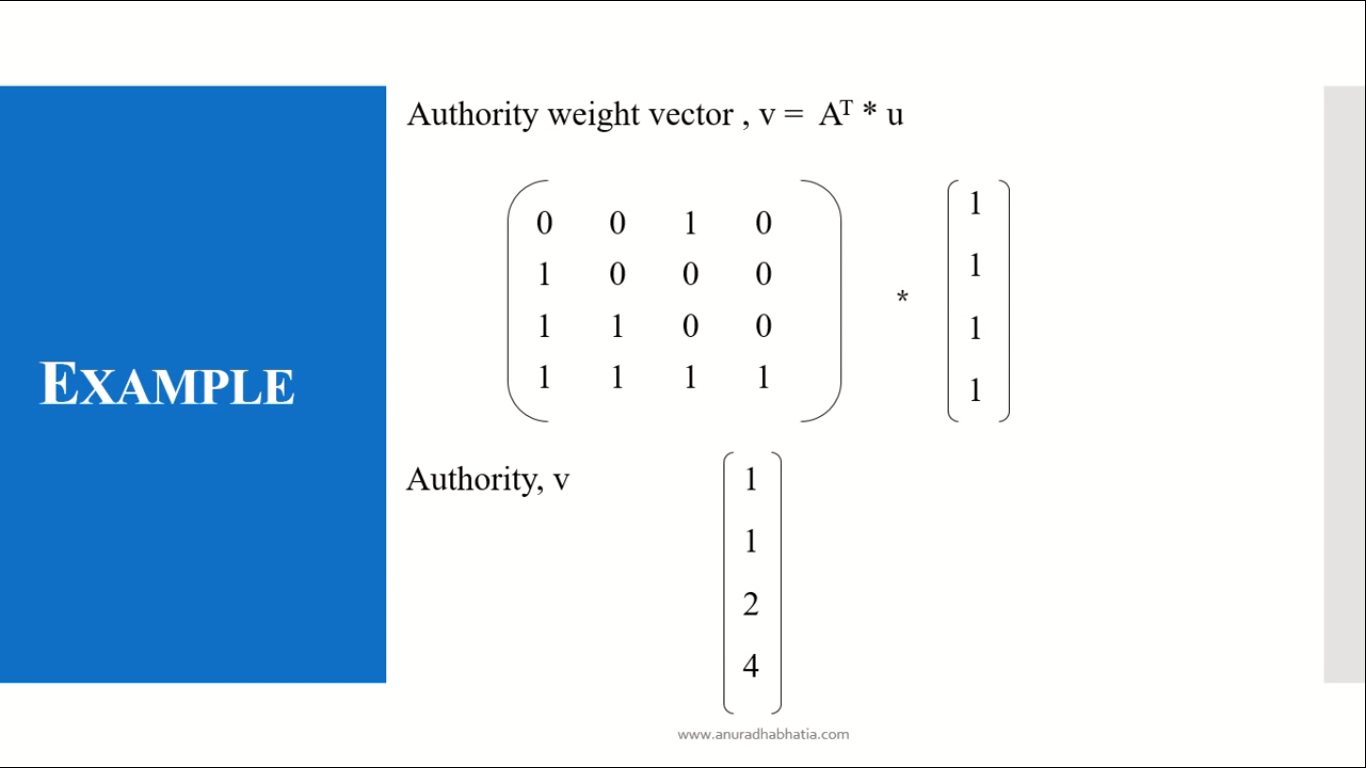 Authority weight vector , v = Aᵀ * u
0 0 1 0
1 0 0 0
1 1 0 0
1 1 1 1
*
1
1
1
1
EXAMPLE
Authority, v
1
1
2
4
www.anuradhabhatia.com